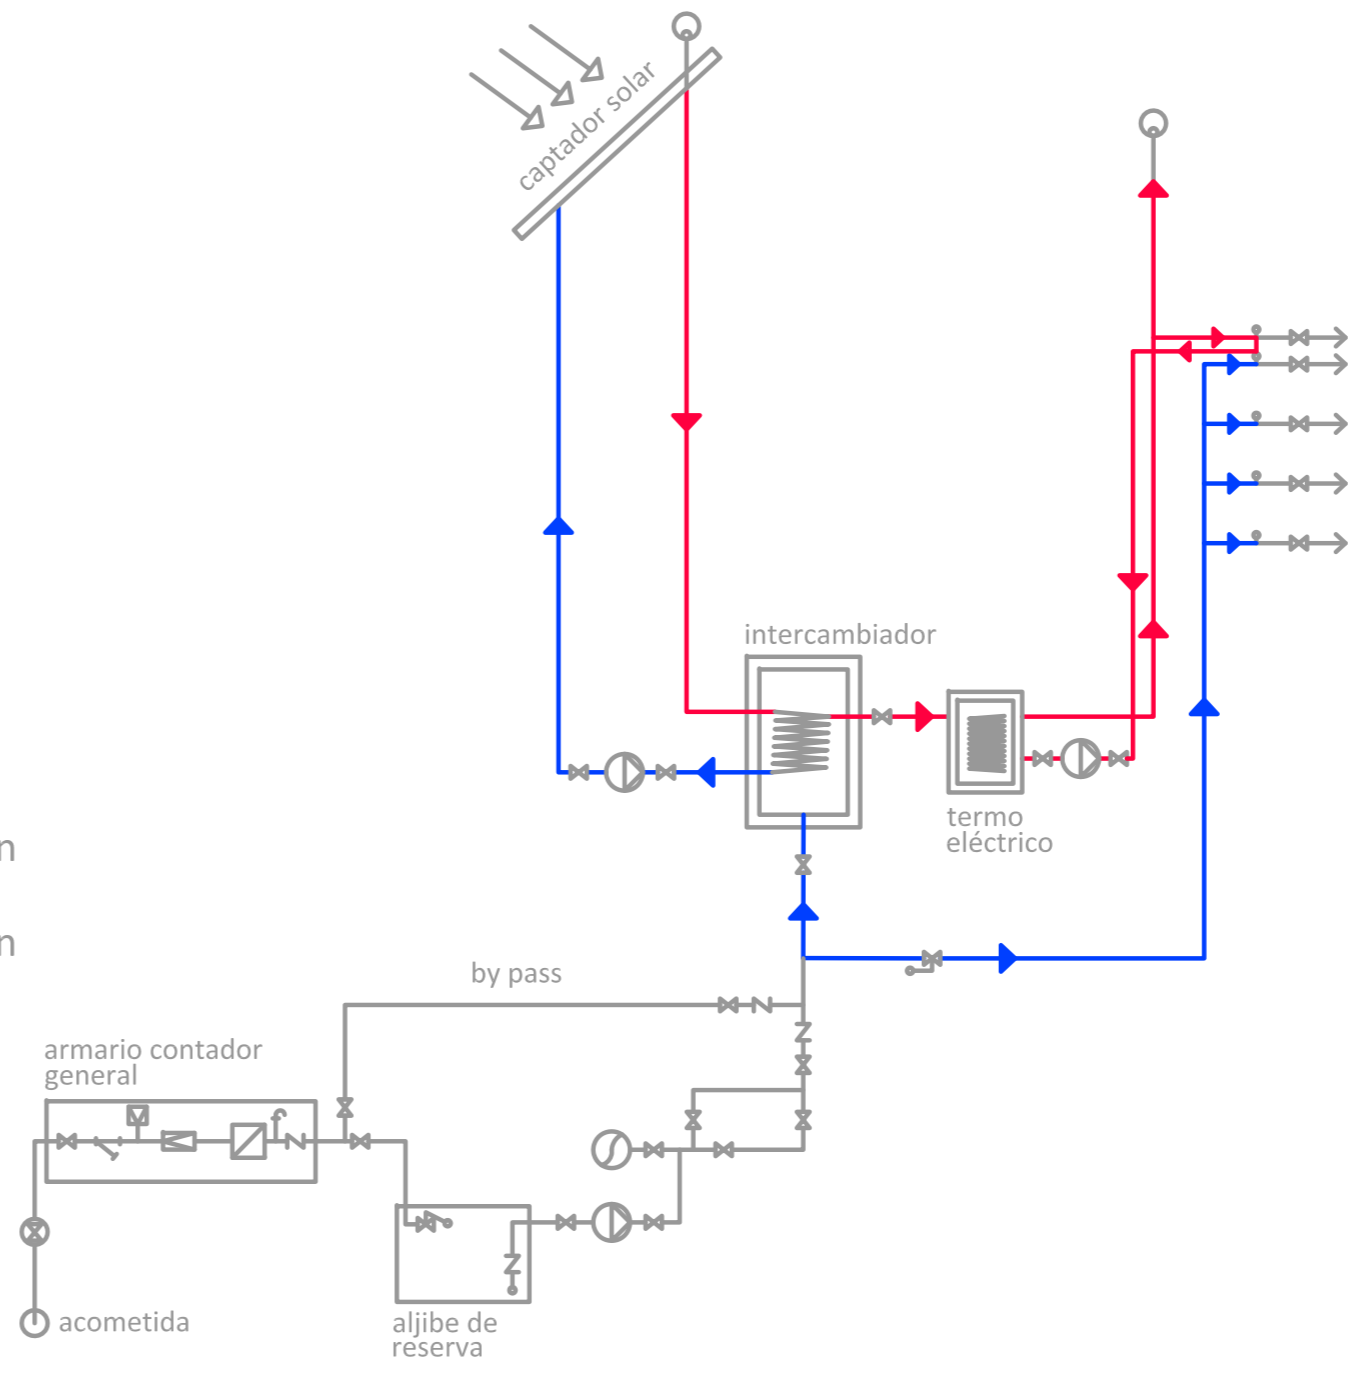 captador solar
intercambiador
termo
eléctrico
n
n
by pass
armario contador
general
acometida
aljibe de
reserva